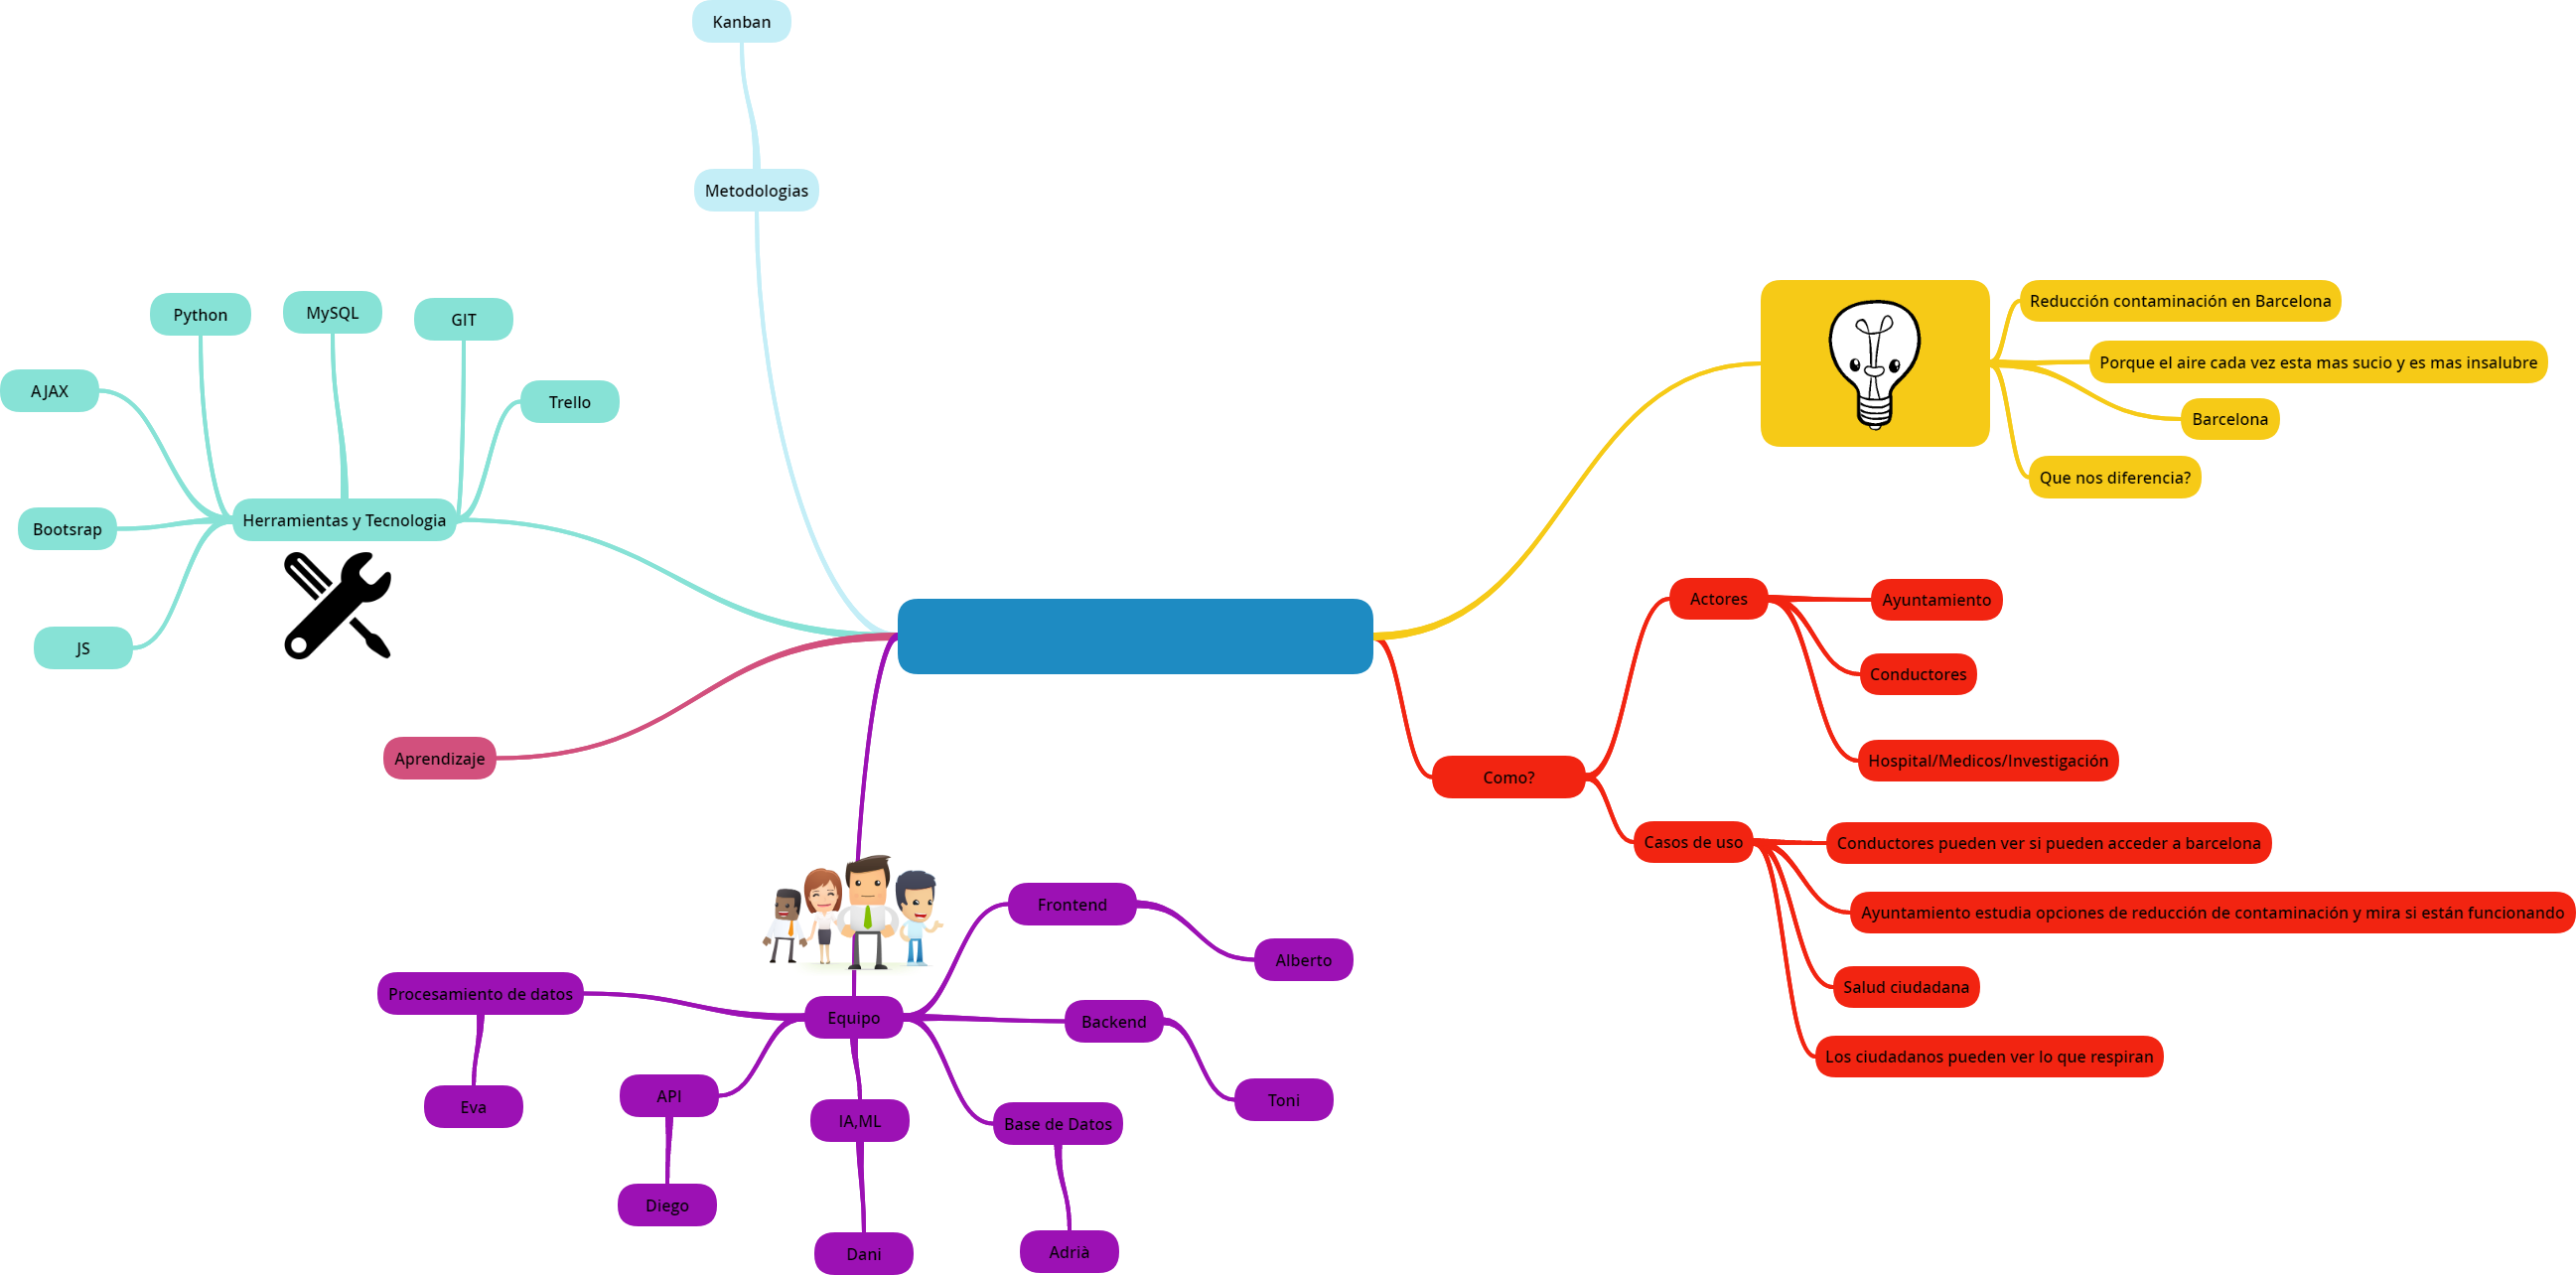 Kanban
Metodologias
Python
MySQL
GIT
AJAX
Trello
Bootsrap
Herramientas y Tecnologia
JS
Aprendizaje
Reducción contaminación en Barcelona
Porque el aire cada vez esta mas sucio y es mas insalubre
Barcelona
Que nos diferencia?
Actores
Ayuntamiento
Conductores
Hospital/Medicos/Investigación
Como?
Casos de uso
Conductores pueden ver si pueden acceder a barcelona
Ayuntamiento estudia opciones de reducción de contaminación y mira si están funcionando
Salud ciudadana
Los ciudadanos pueden ver lo que respiran
Frontend
Alberto
Procesamiento de datos
Equipo
Backend
Eva
API
IA,ML
Base de Datos
Toni
Diego
Dani
Adrià